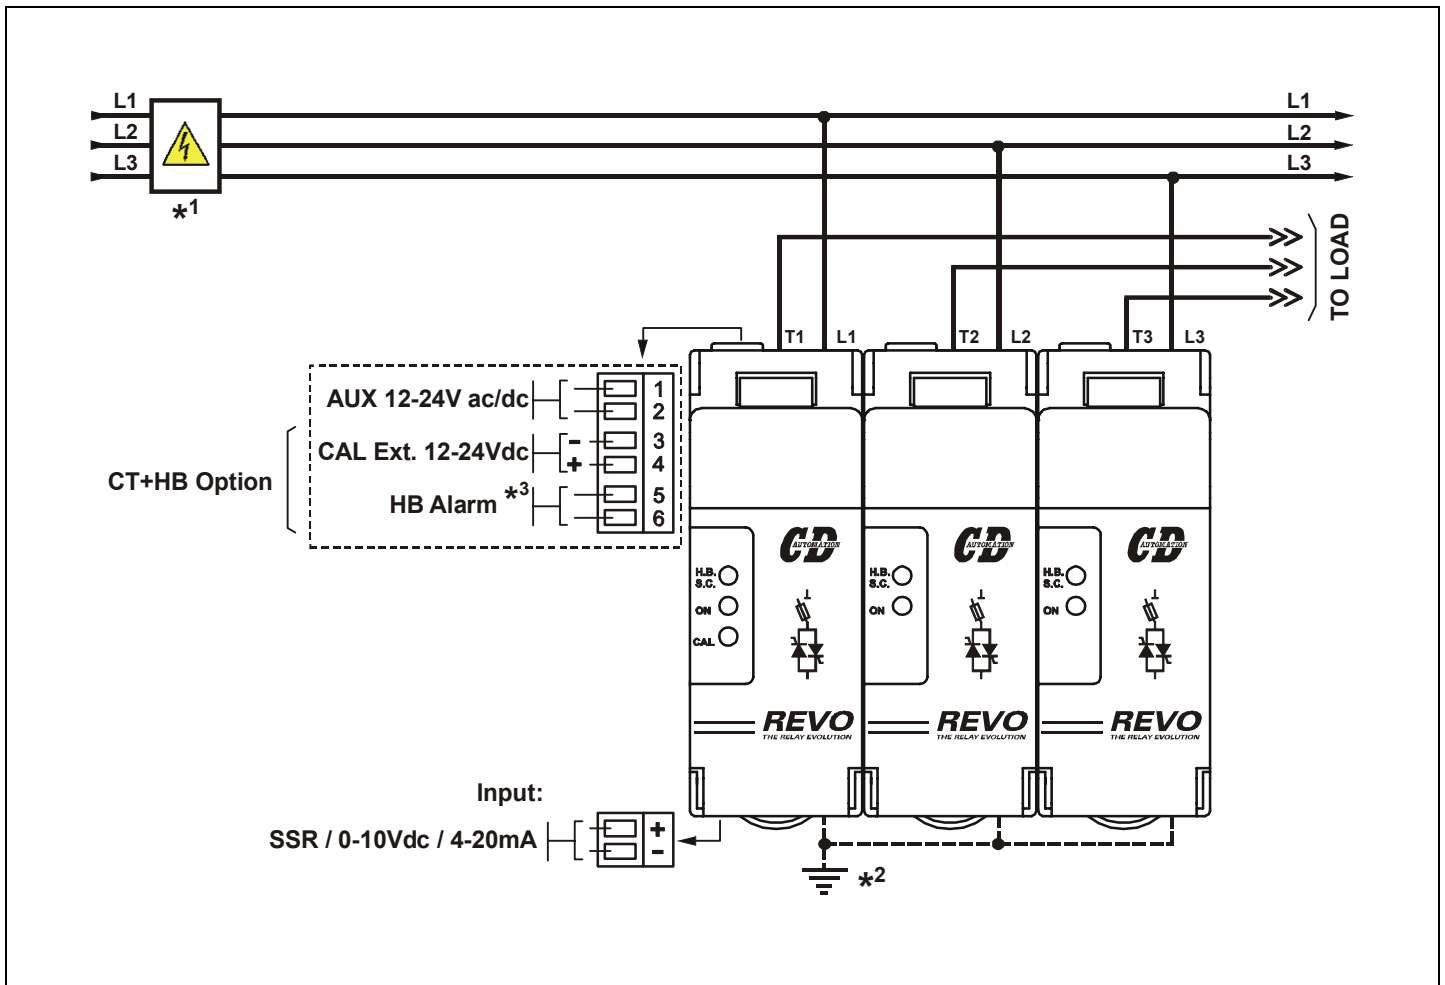 L1 L1
L2 L2
L3 L3
*1
TO LOAD
T1 L1 T2 L2 T3 L3
AUX 12-24V ac/dc 1
2
CAL Ext. 12-24Vdc - 3
+ 4
CT+HB Option
HB Alarm *3 5
6
CD AUTOMATION CD AUTOMATION CD AUTOMATION
H.B. H.B. H.B.
S.C. S.C. S.C.
ON ON ON
CAL
REVO REVO REVO
THE RELAY EVOLUTION THE RELAY EVOLUTION THE RELAY EVOLUTION
Input:
SSR / 0-10Vdc / 4-20mA +
-
*2